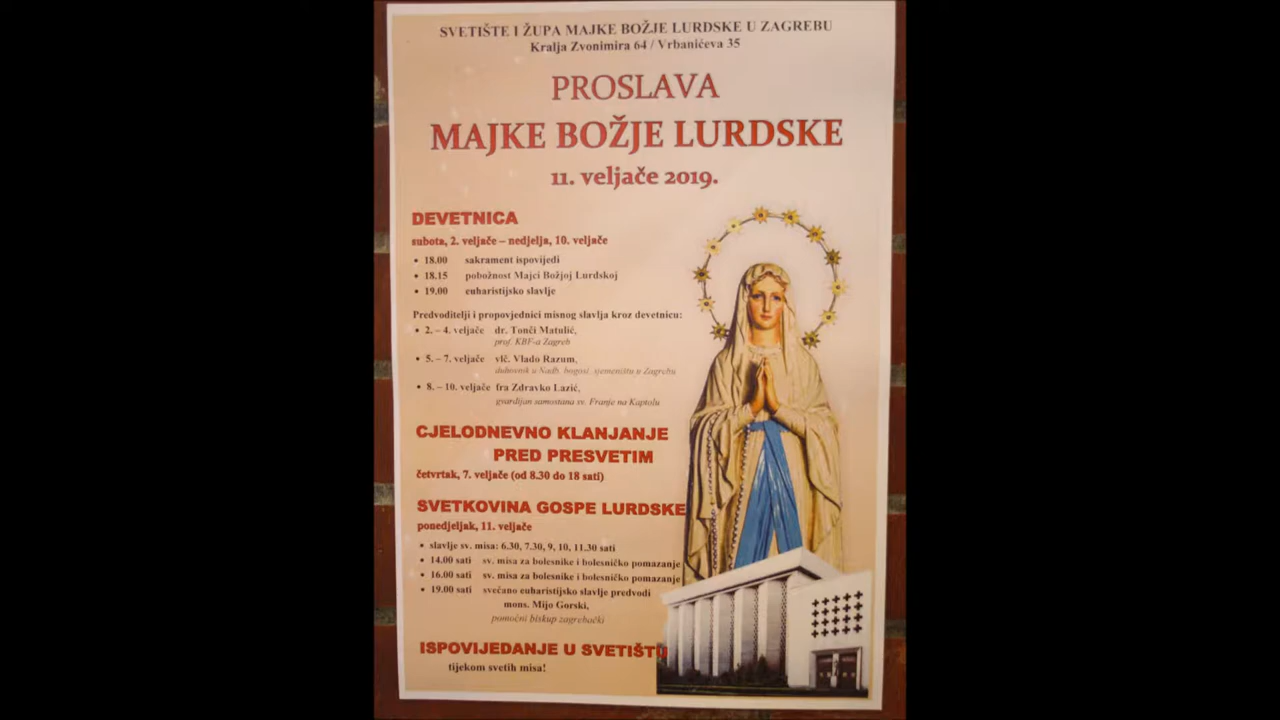 SVETIŠTE I ŽUPA MAJKE BOŽJE LURDSKE U ZAGREBU
Kralja Zvonimira 64 / Vrbanićeva 35
PROSLAVA
MAJKE BOŽJE LURDSKE
11. veljače 2019.
DEVETNICA
subota, 2. veljače – nedjelja, 10. veljače
• 18.00 sakrament ispovijedi
• 18.15 pobožnost Majci Božjoj Lurdskoj
• 19.00 euharistijsko slavlje
Predvoditelji i propovjednici misnog slavlja kroz devetnicu:
• 2. – 4. veljače dr. Tonči Matulić,
prof. KBF-a Zagreb
• 5. – 7. veljače vlč. Vlado Razum,
duhovnik u Nadb. bogosl. sjemeništu u Zagrebu
• 8. – 10. veljače fra Zdravko Lazić,
gvardijan samostana sv. Franje na Kaptolu
CJELODNEVNO KLANJANJE
PRED PRESVETIM
četvrtak, 7. veljače (od 8.30 do 18 sati)
SVETKOVINA GOSPE LURDSKE
ponedjeljak, 11. veljače
• slavlje sv. misa: 6.30, 7.30, 9, 10, 11.30 sati
• 14.00 sati sv. misa za bolesnike i bolesničko pomazanje
• 16.00 sati sv. misa za bolesnike i bolesničko pomazanje
• 19.00 sati svečano euharistijsko slavlje predvodi
mons. Mijo Gorski,
pomoćni biskup zagrebački
ISPOVIJEDANJE U SVETIŠTU
tijekom svetih misa!